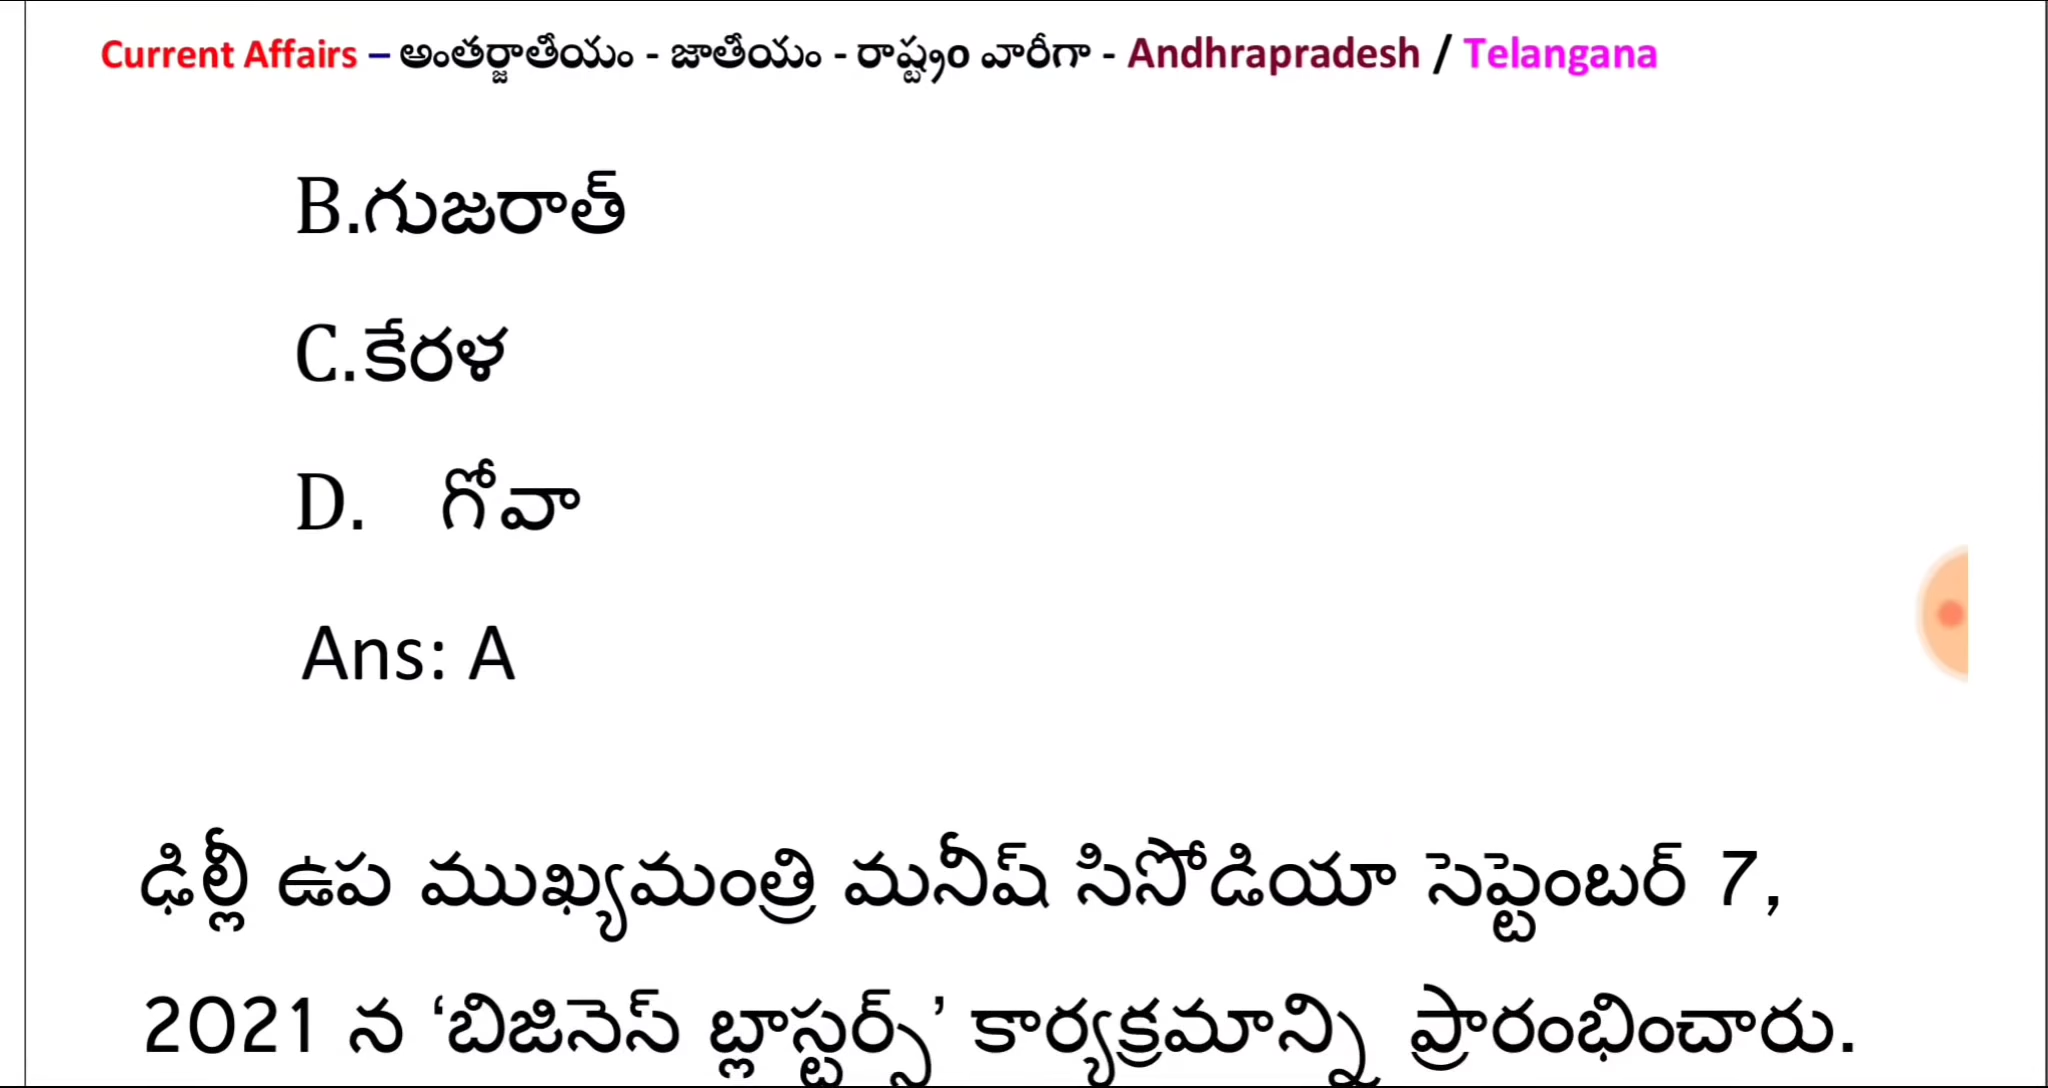 Current Affairs – అంతర్జాతీయం - జాతీయం - రాష్ట్రం వారీగా - Andhrapradesh / Telangana
B.గుజరాత్
C.కేరళ
D. గోవా
Ans: A
ఢిల్లీ ఉప ముఖ్యమంత్రి మనీష్ సిసోడియా సెప్టెంబర్ 7,
2021 న ‘బిజినెస్ బ్లాస్టర్స్’ కార్యక్రమాన్ని ప్రారంభించారు.